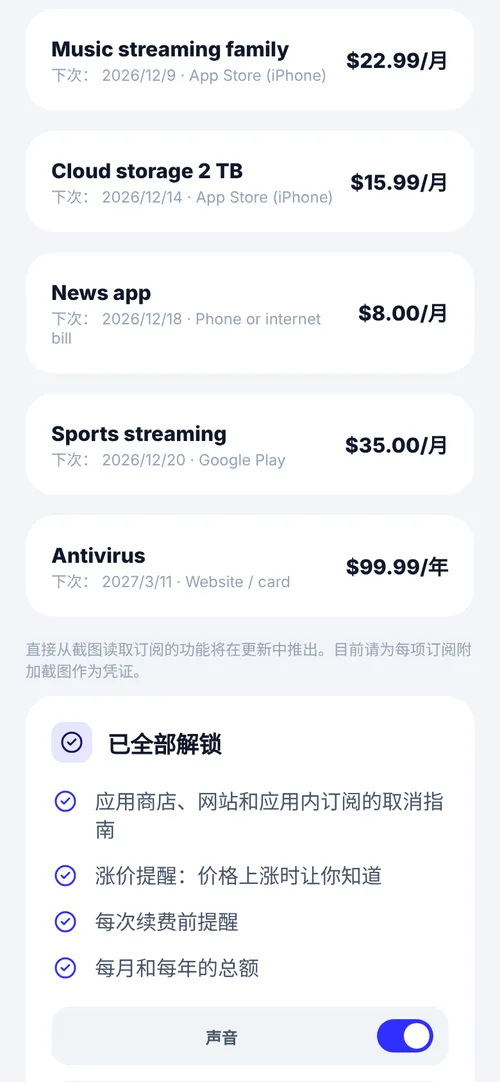 Music streaming family
$22.99/月
下次： 2026/12/9 · App Store (iPhone)
Cloud storage 2 TB
$15.99/月
下次： 2026/12/14 · App Store (iPhone)
News app
$8.00/月
下次： 2026/12/18 · Phone or internet
bill
Sports streaming
$35.00/月
下次： 2026/12/20 · Google Play
Antivirus
$99.99/年
下次： 2027/3/11 · Website / card
直接从截图读取订阅的功能将在更新中推出。目前请为每项订阅附
加截图作为凭证。
已全部解锁
应用商店、网站和应用内订阅的取消指
南
涨价提醒：价格上涨时让你知道
每次续费前提醒
每月和每年的总额
声音